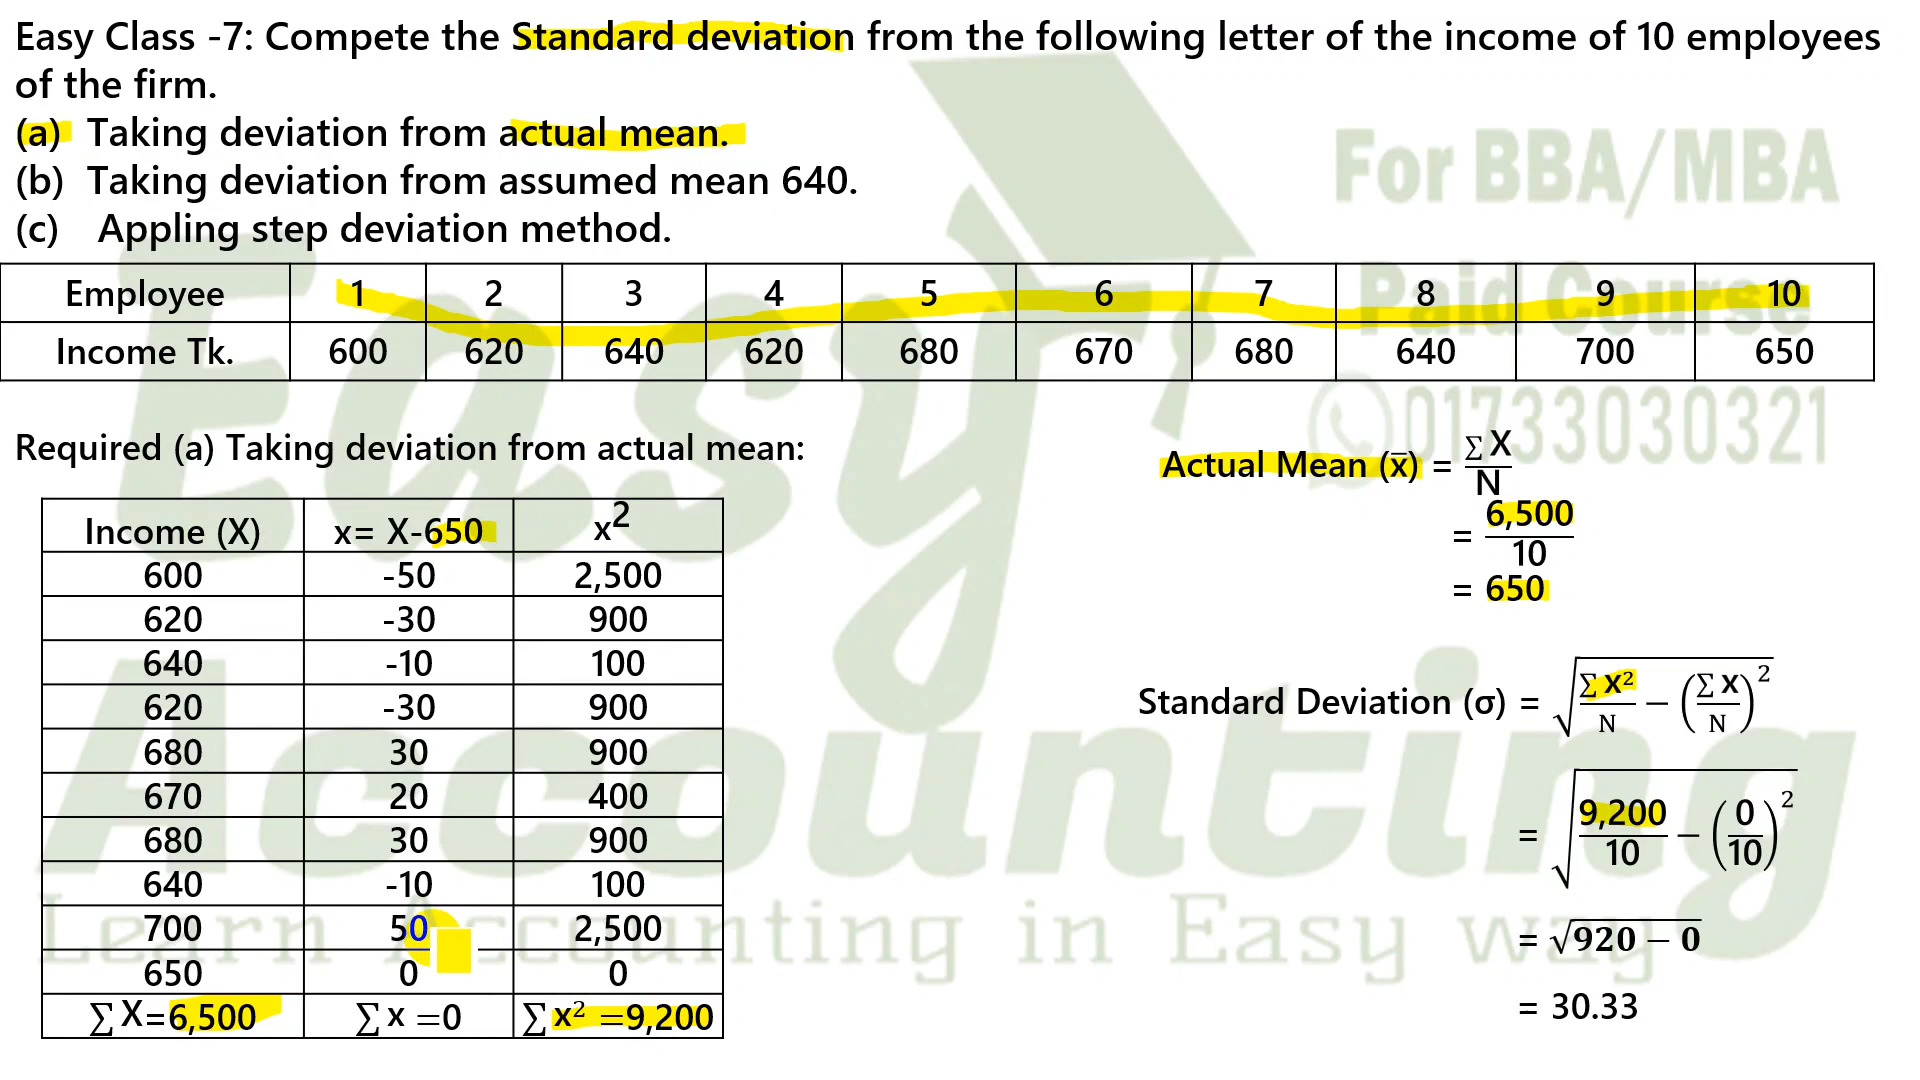 Easy Class -7: Compete the Standard deviation from the following letter of the income of 10 employees
of the firm.
(a) Taking deviation from actual mean.
(b) Taking deviation from assumed mean 640.
(c) Appling step deviation method.
For BBA/MBA
Paid Course
01733030321
Employee 1 2 3 4 5 6 7 8 9 10
Income Tk. 600 620 640 620 680 670 680 640 700 650
Required (a) Taking deviation from actual mean:
Income (X) x= X-650 x²
600 -50 2,500
620 -30 900
640 -10 100
620 -30 900
680 30 900
670 20 400
680 30 900
640 -10 100
700 50 2,500
650 0 0
∑X=6,500 ∑x =0 ∑x² =9,200
Actual Mean (x̄) = ∑X/N
= 6,500/10
= 650
Standard Deviation (σ) = √(∑X²/N − (∑X/N)²)
= √(9,200/10 − (0/10)²)
= √920 − 0
= 30.33
Easy
Accounting
Learn Accounting in Easy way